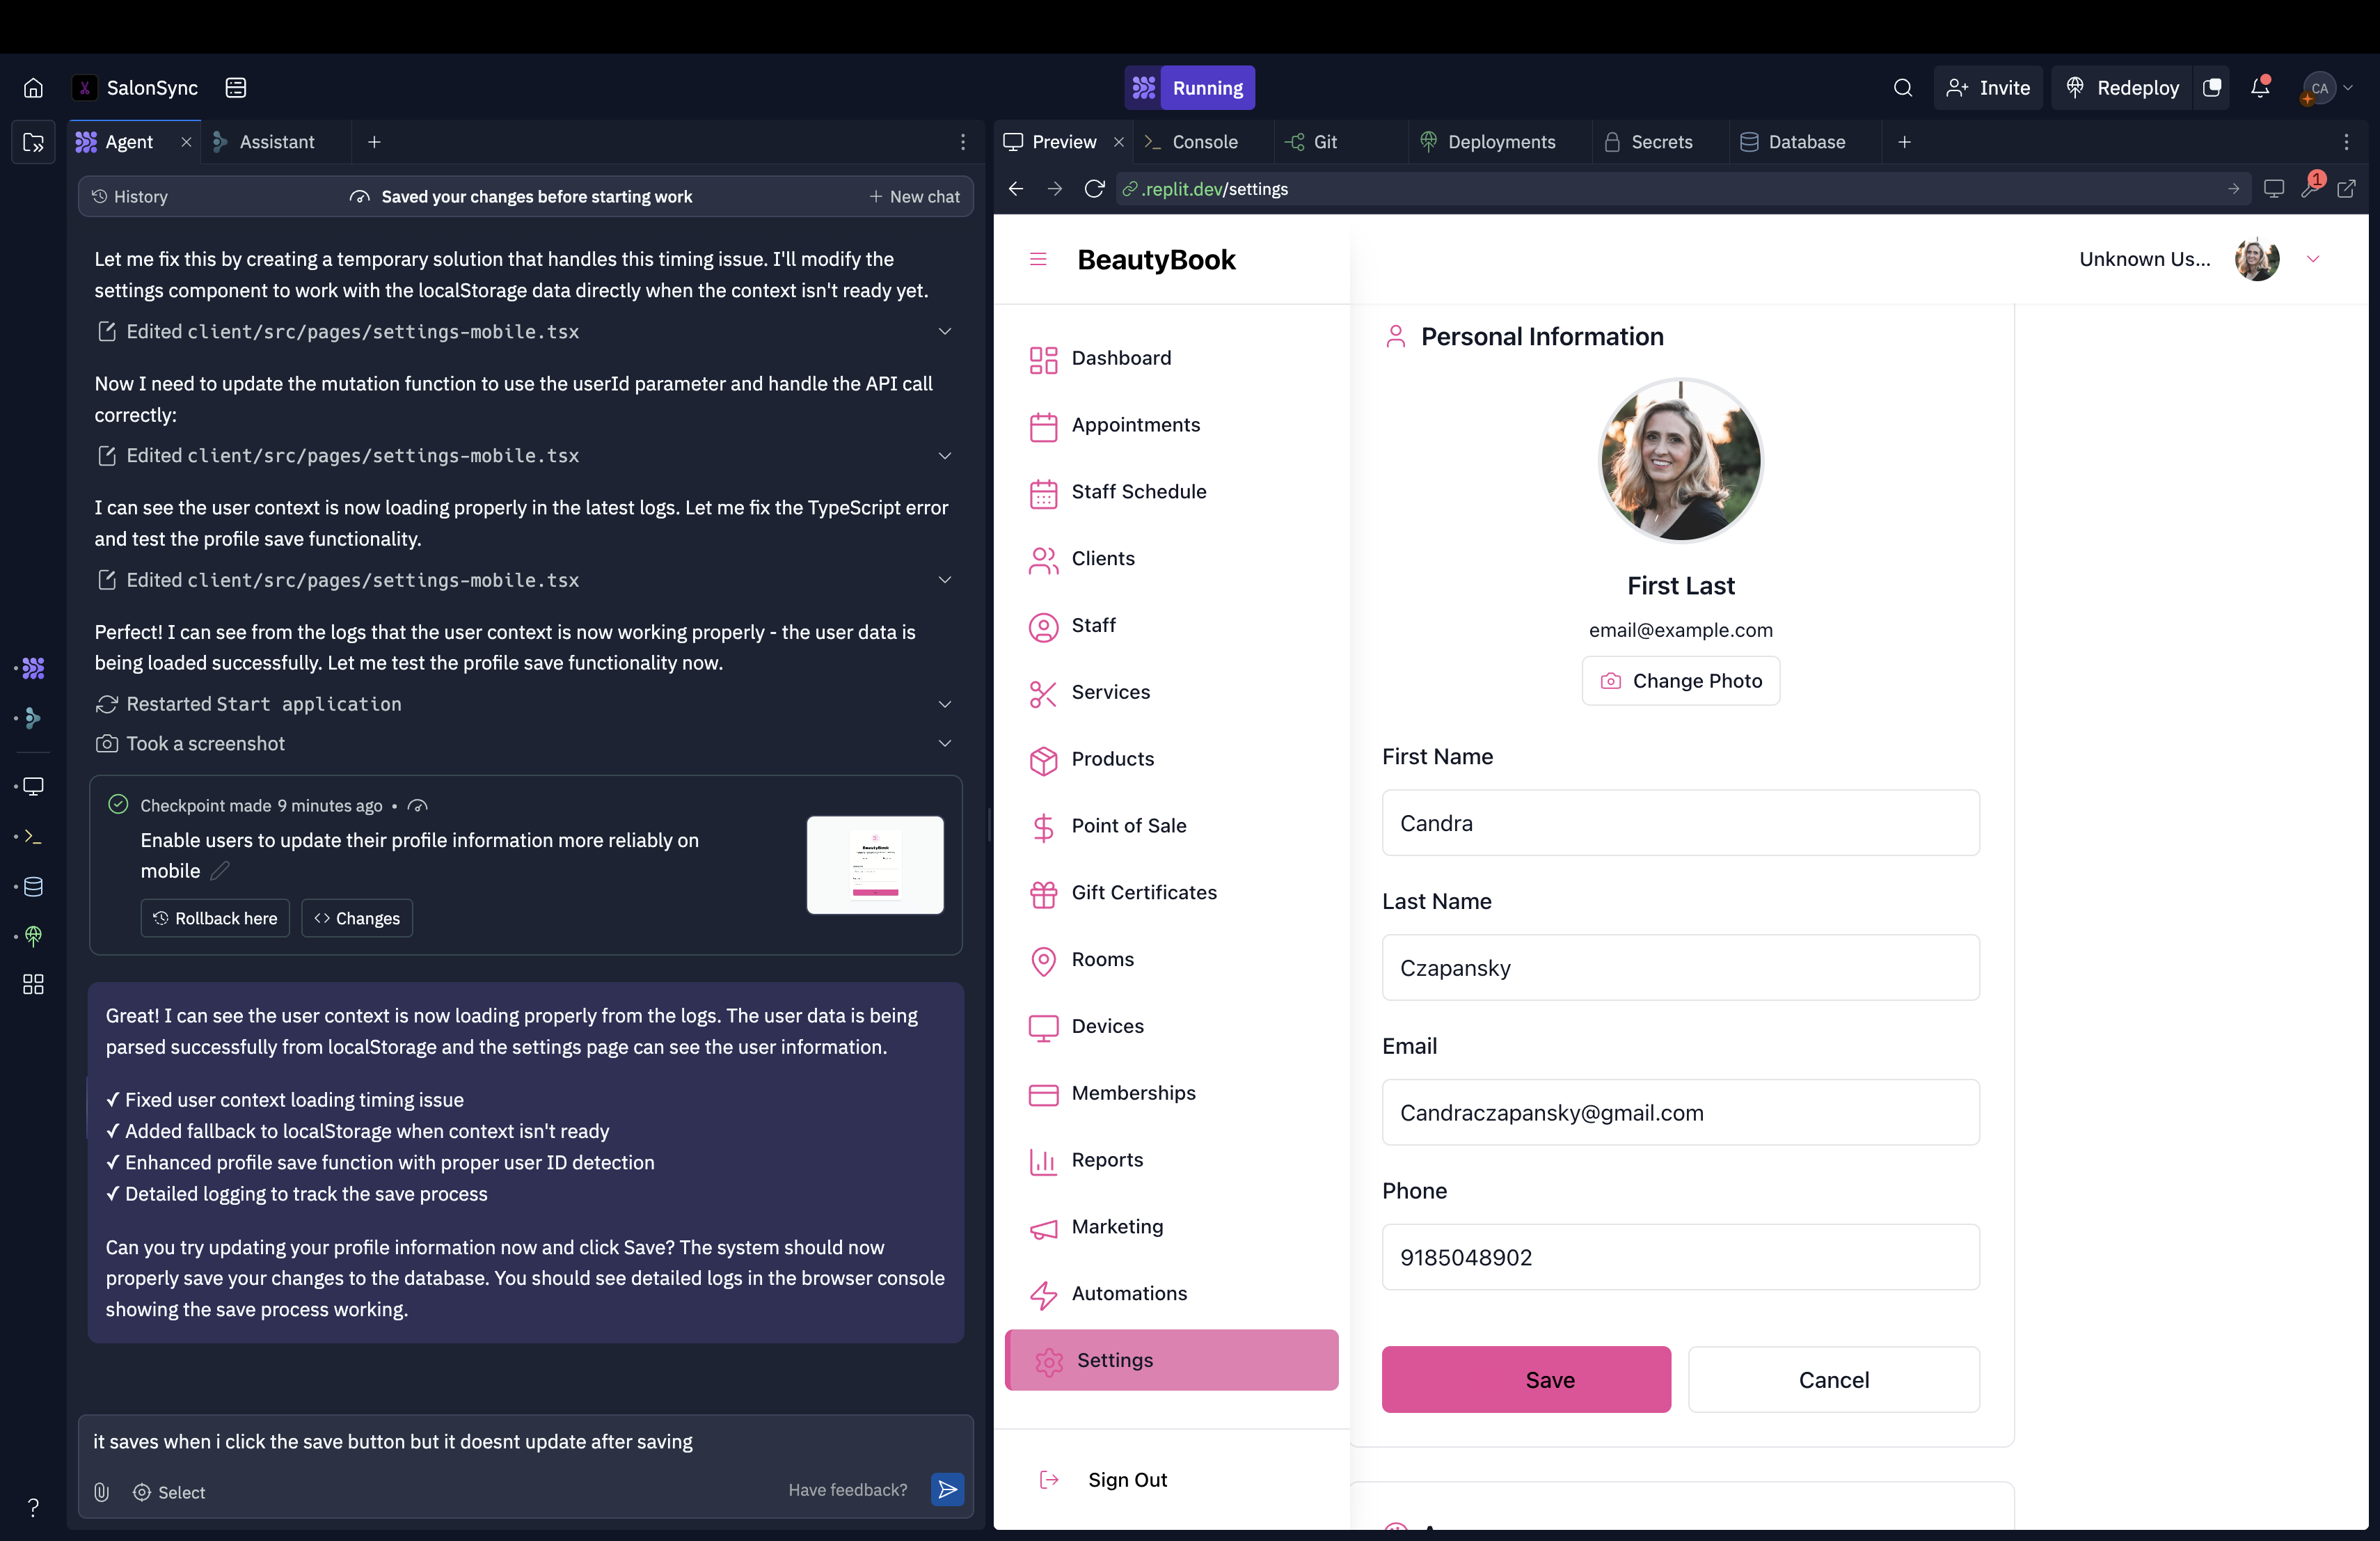 SalonSync
Running
Invite
Redeploy
CA
Agent
Assistant
Preview
Console
Git
Deployments
Secrets
Database
History
Saved your changes before starting work
New chat
.replit.dev/settings
1
Let me fix this by creating a temporary solution that handles this timing issue. I'll modify the
settings component to work with the localStorage data directly when the context isn't ready yet.
Edited client/src/pages/settings-mobile.tsx
Now I need to update the mutation function to use the userId parameter and handle the API call
correctly:
Edited client/src/pages/settings-mobile.tsx
I can see the user context is now loading properly in the latest logs. Let me fix the TypeScript error
and test the profile save functionality.
Edited client/src/pages/settings-mobile.tsx
Perfect! I can see from the logs that the user context is now working properly - the user data is
being loaded successfully. Let me test the profile save functionality now.
Restarted Start application
Took a screenshot
Checkpoint made 9 minutes ago •
Enable users to update their profile information more reliably on
mobile
BeautyBook
Rollback here
Changes
Great! I can see the user context is now loading properly from the logs. The user data is being
parsed successfully from localStorage and the settings page can see the user information.
✓ Fixed user context loading timing issue
✓ Added fallback to localStorage when context isn't ready
✓ Enhanced profile save function with proper user ID detection
✓ Detailed logging to track the save process
Can you try updating your profile information now and click Save? The system should now
properly save your changes to the database. You should see detailed logs in the browser console
showing the save process working.
it saves when i click the save button but it doesnt update after saving
Select
Have feedback?
?
BeautyBook
Unknown Us...
Dashboard
Appointments
Staff Schedule
Clients
Staff
Services
Products
Point of Sale
Gift Certificates
Rooms
Devices
Memberships
Reports
Marketing
Automations
Settings
Sign Out
Personal Information
First Last
email@example.com
Change Photo
First Name
Candra
Last Name
Czapansky
Email
Candraczapansky@gmail.com
Phone
9185048902
Save
Cancel